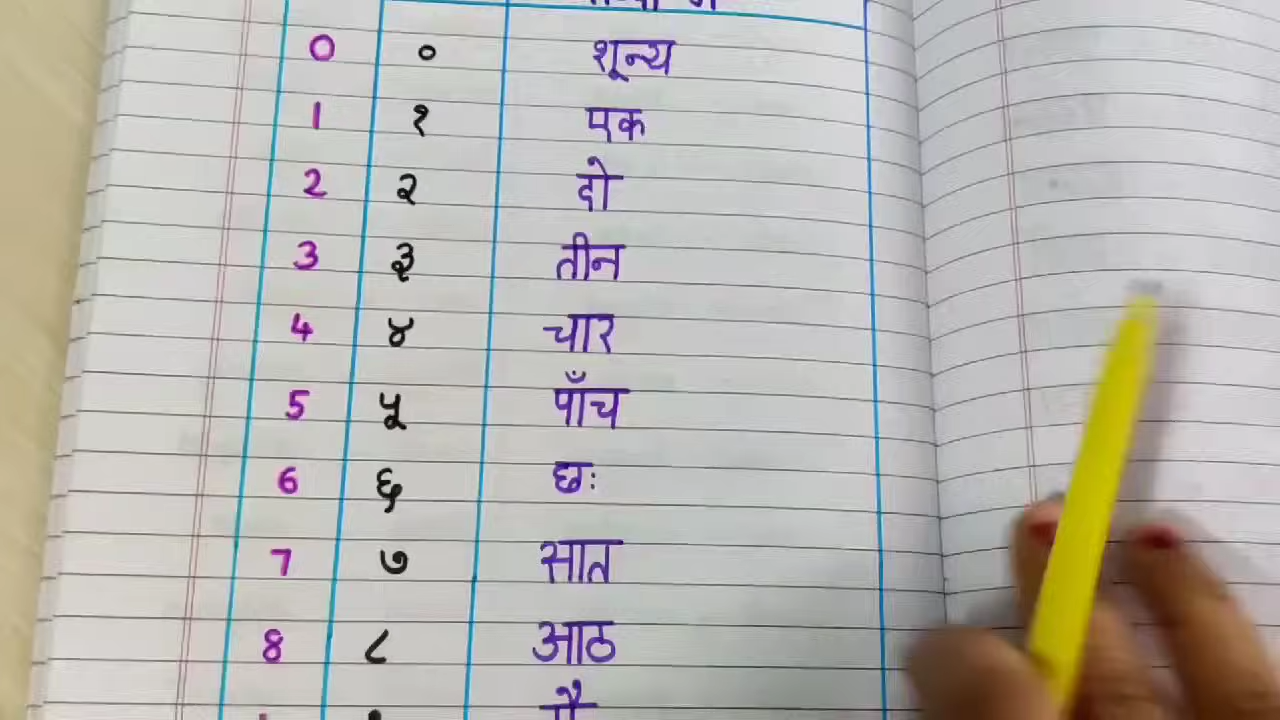 0 ० शून्य
1 १ एक
2 २ दो
3 ३ तीन
4 ४ चार
5 ५ पाँच
6 ६ छः
7 ७ सात
8 ८ आठ